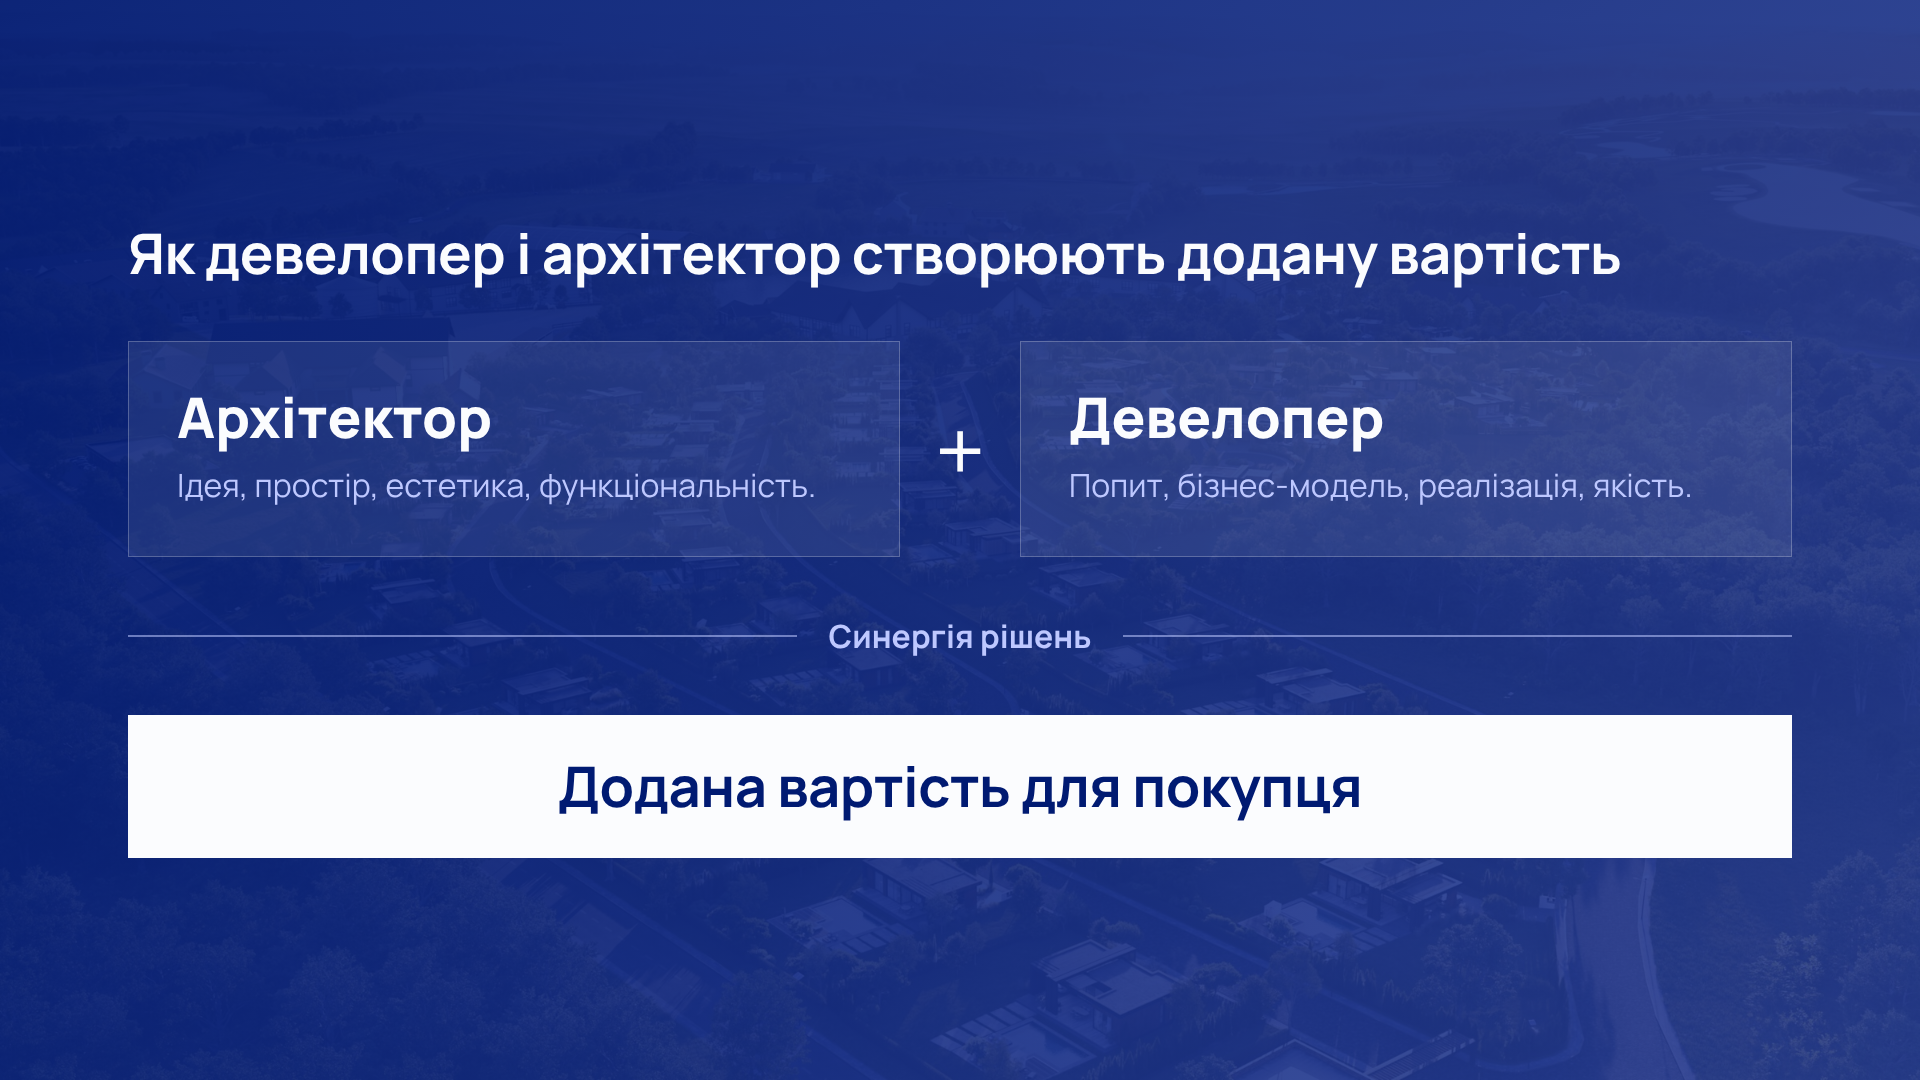 Як девелопер і архітектор створюють додану вартість
Архітектор
Ідея, простір, естетика, функціональність.
+
Девелопер
Попит, бізнес-модель, реалізація, якість.
Синергія рішень
Додана вартість для покупця